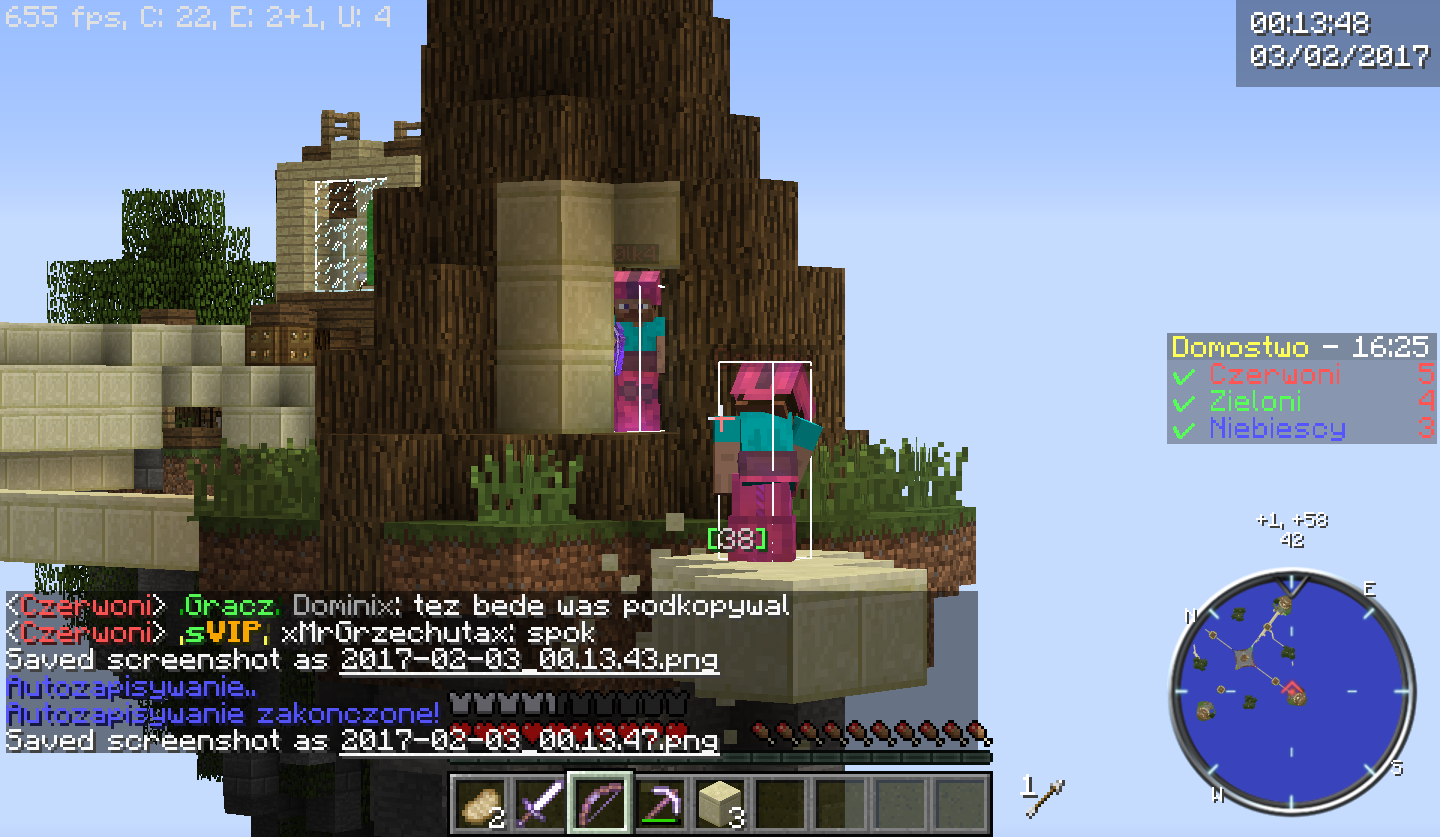 655 fps, C: 22, E: 2+1, U: 4
00:13:48
03/02/2017
Domostwo - 16:25
✓ Czerwoni 5
✓ Zieloni 4
✓ Niebiescy 3
+1, +58
42
N
E
W
S
[38]
<Czerwoni> .Gracz. Dominix: tez bede was podkopywal
<Czerwoni> ,sVIP, xMrGrzechutax: spok
Saved screenshot as 2017-02-03_00.13.43.png
Autozapisywanie..
Autozapisywanie zakonczone!
Saved screenshot as 2017-02-03_00.13.47.png
2
3
1